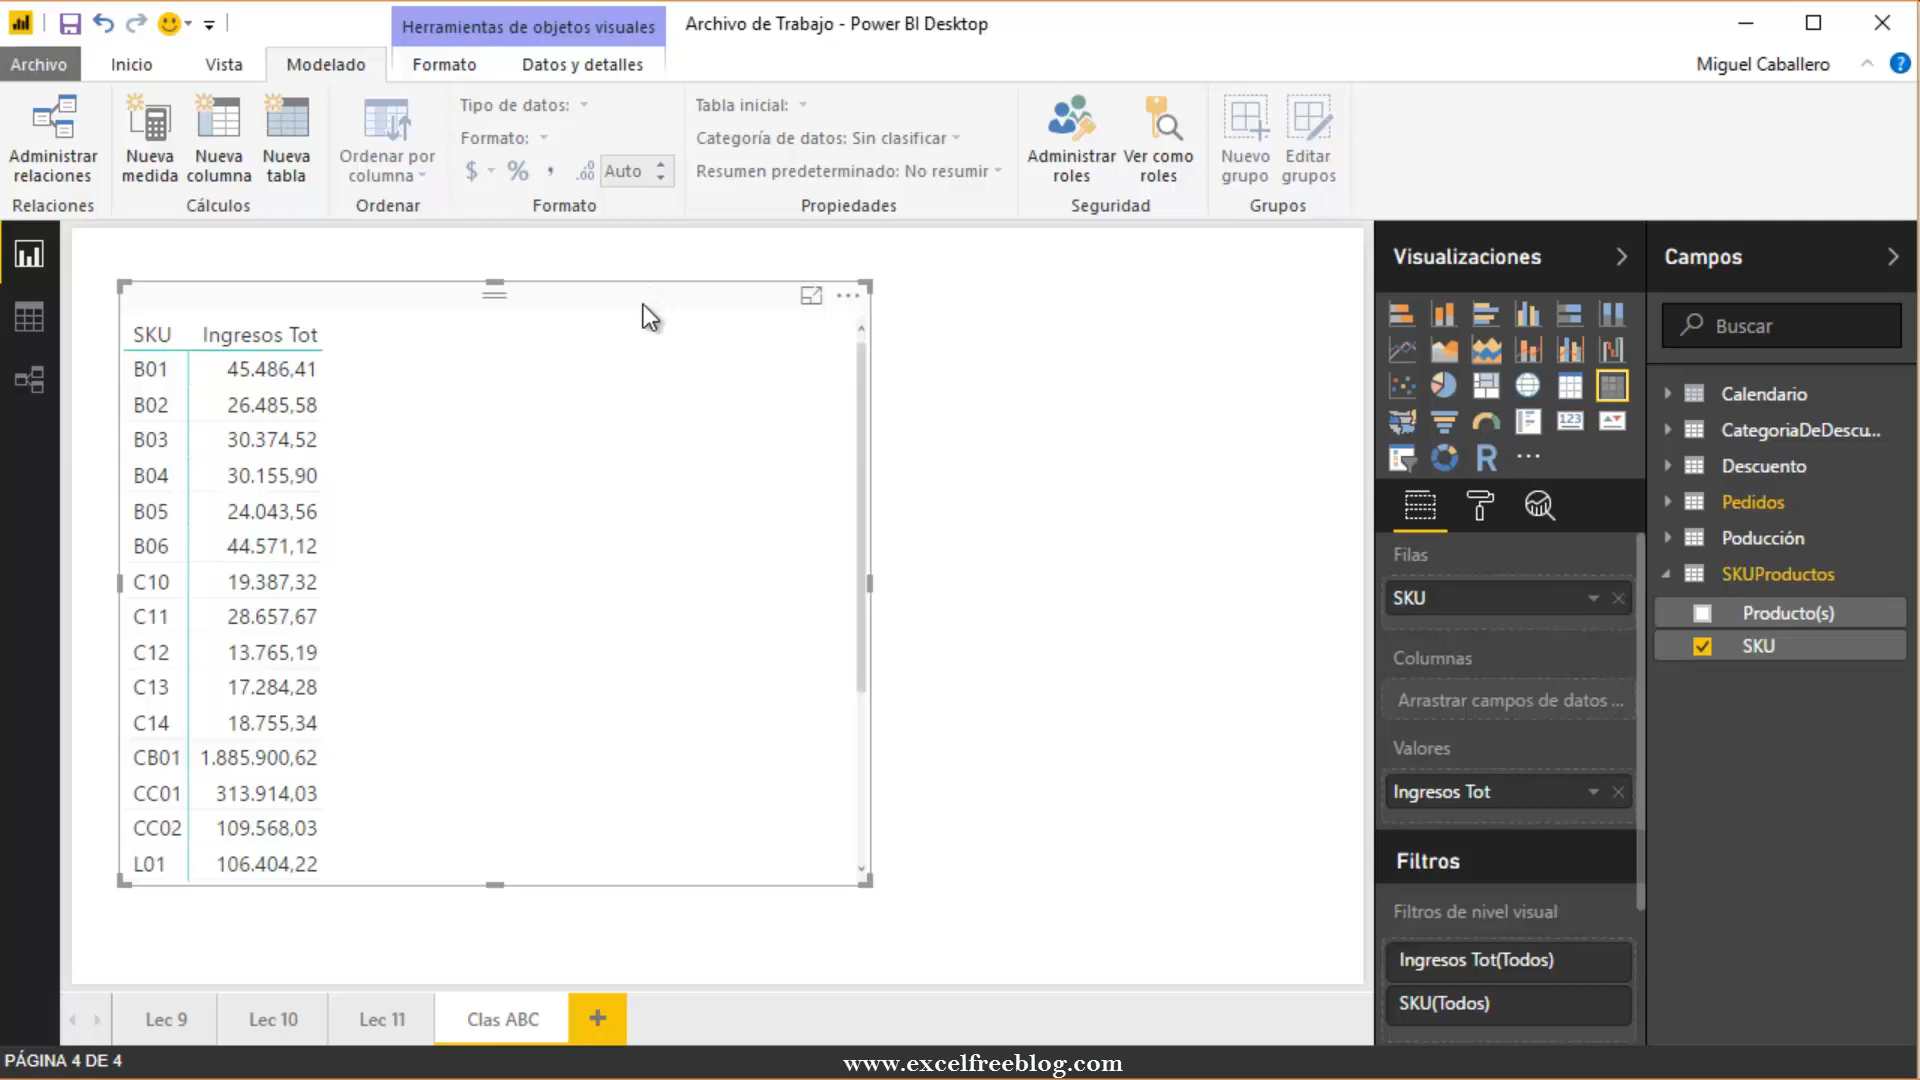 Herramientas de objetos visuales
Archivo de Trabajo - Power BI Desktop
Archivo
Inicio
Vista
Modelado
Formato
Datos y detalles
Miguel Caballero
?
Administrar relaciones
Nueva medida
Nueva columna
Nueva tabla
Ordenar por columna
Tipo de datos:
Formato:
$ % , .00 Auto
Tabla inicial:
Categoría de datos: Sin clasificar
Resumen predeterminado: No resumir
Administrar roles
Ver como roles
Nuevo grupo
Editar grupos
Relaciones
Cálculos
Ordenar
Formato
Propiedades
Seguridad
Grupos
SKU Ingresos Tot
B01 45.486,41
B02 26.485,58
B03 30.374,52
B04 30.155,90
B05 24.043,56
B06 44.571,12
C10 19.387,32
C11 28.657,67
C12 13.765,19
C13 17.284,28
C14 18.755,34
CB01 1.885.900,62
CC01 313.914,03
CC02 109.568,03
L01 106.404,22
Visualizaciones
123
R
Filas
SKU
Columnas
Arrastrar campos de datos ...
Valores
Ingresos Tot
Filtros
Filtros de nivel visual
Ingresos Tot(Todos)
SKU(Todos)
Campos
Buscar
Calendario
CategoriaDeDescu...
Descuento
Pedidos
Poducción
SKUProductos
Producto(s)
SKU
Lec 9
Lec 10
Lec 11
Clas ABC
+
PÁGINA 4 DE 4
www.excelfreeblog.com